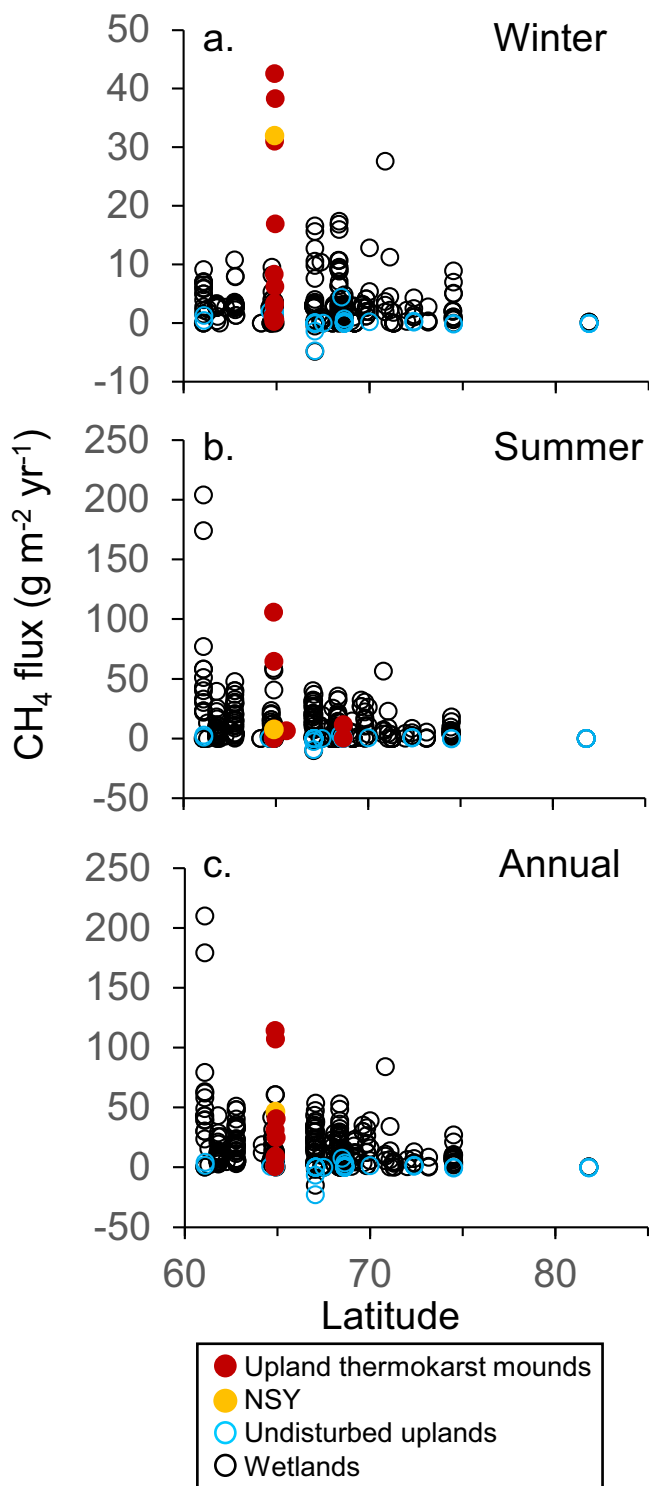 a. Winter
50
40
30
20
10
0
-10
b. Summer
250
200
150
100
50
0
-50
CH₄ flux (g m⁻² yr⁻¹)
c. Annual
250
200
150
100
50
0
-50
60 70 80
Latitude
Upland thermokarst mounds
NSY
Undisturbed uplands
Wetlands